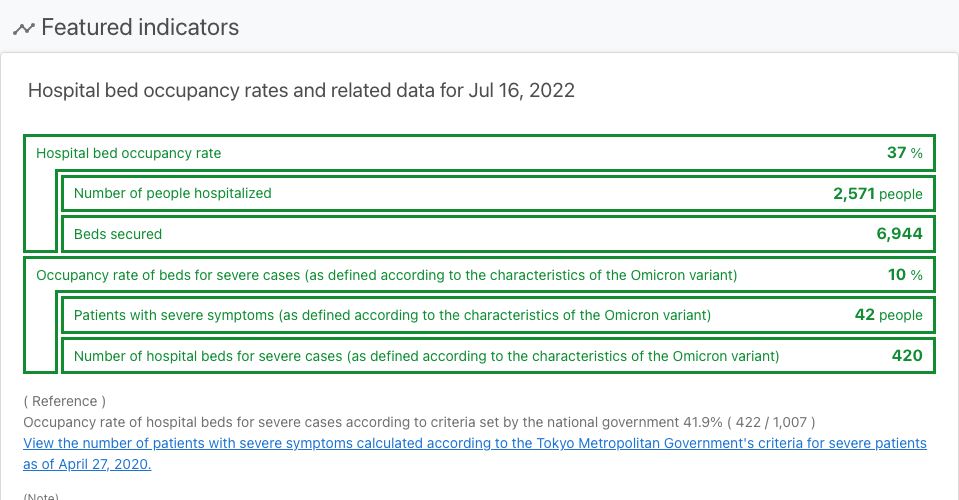 Featured indicators
Hospital bed occupancy rates and related data for Jul 16, 2022
Hospital bed occupancy rate 37 %
Number of people hospitalized 2,571 people
Beds secured 6,944
Occupancy rate of beds for severe cases (as defined according to the characteristics of the Omicron variant) 10 %
Patients with severe symptoms (as defined according to the characteristics of the Omicron variant) 42 people
Number of hospital beds for severe cases (as defined according to the characteristics of the Omicron variant) 420
( Reference )
Occupancy rate of hospital beds for severe cases according to criteria set by the national government 41.9% ( 422 / 1,007 )
View the number of patients with severe symptoms calculated according to the Tokyo Metropolitan Government's criteria for severe patients
as of April 27, 2020.
(Note)